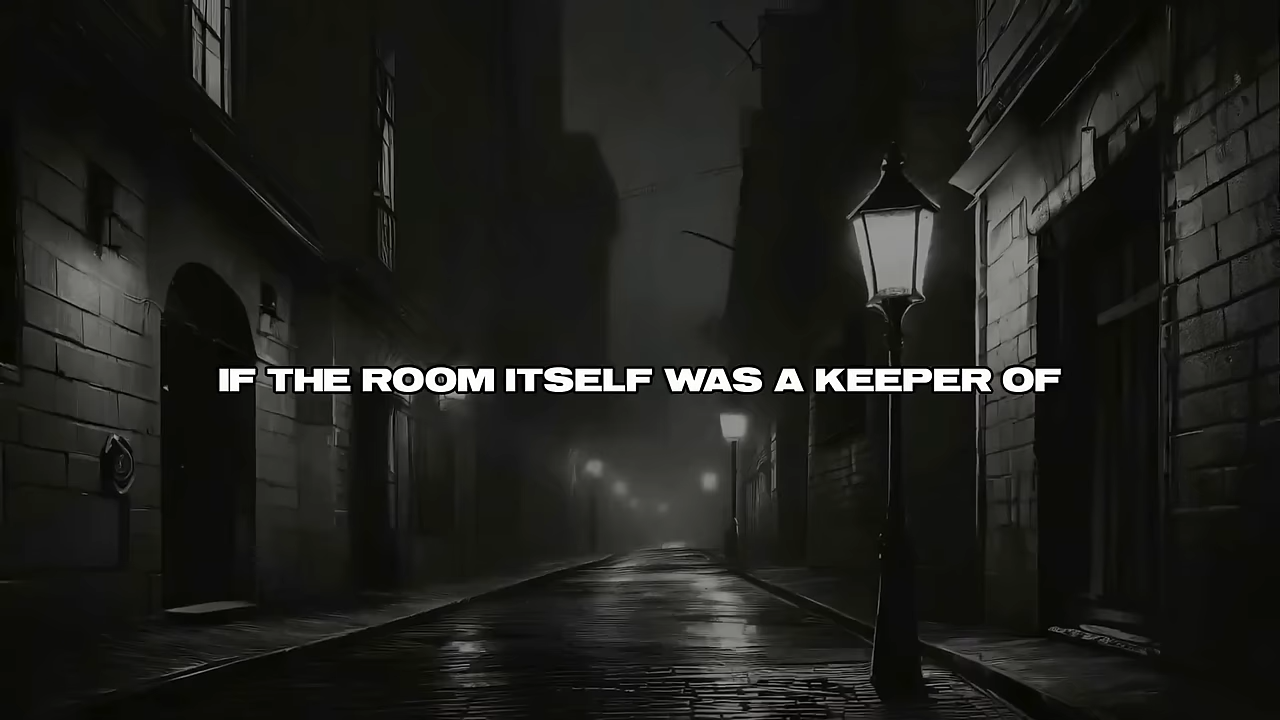 IF THE ROOM ITSELF WAS A KEEPER OF